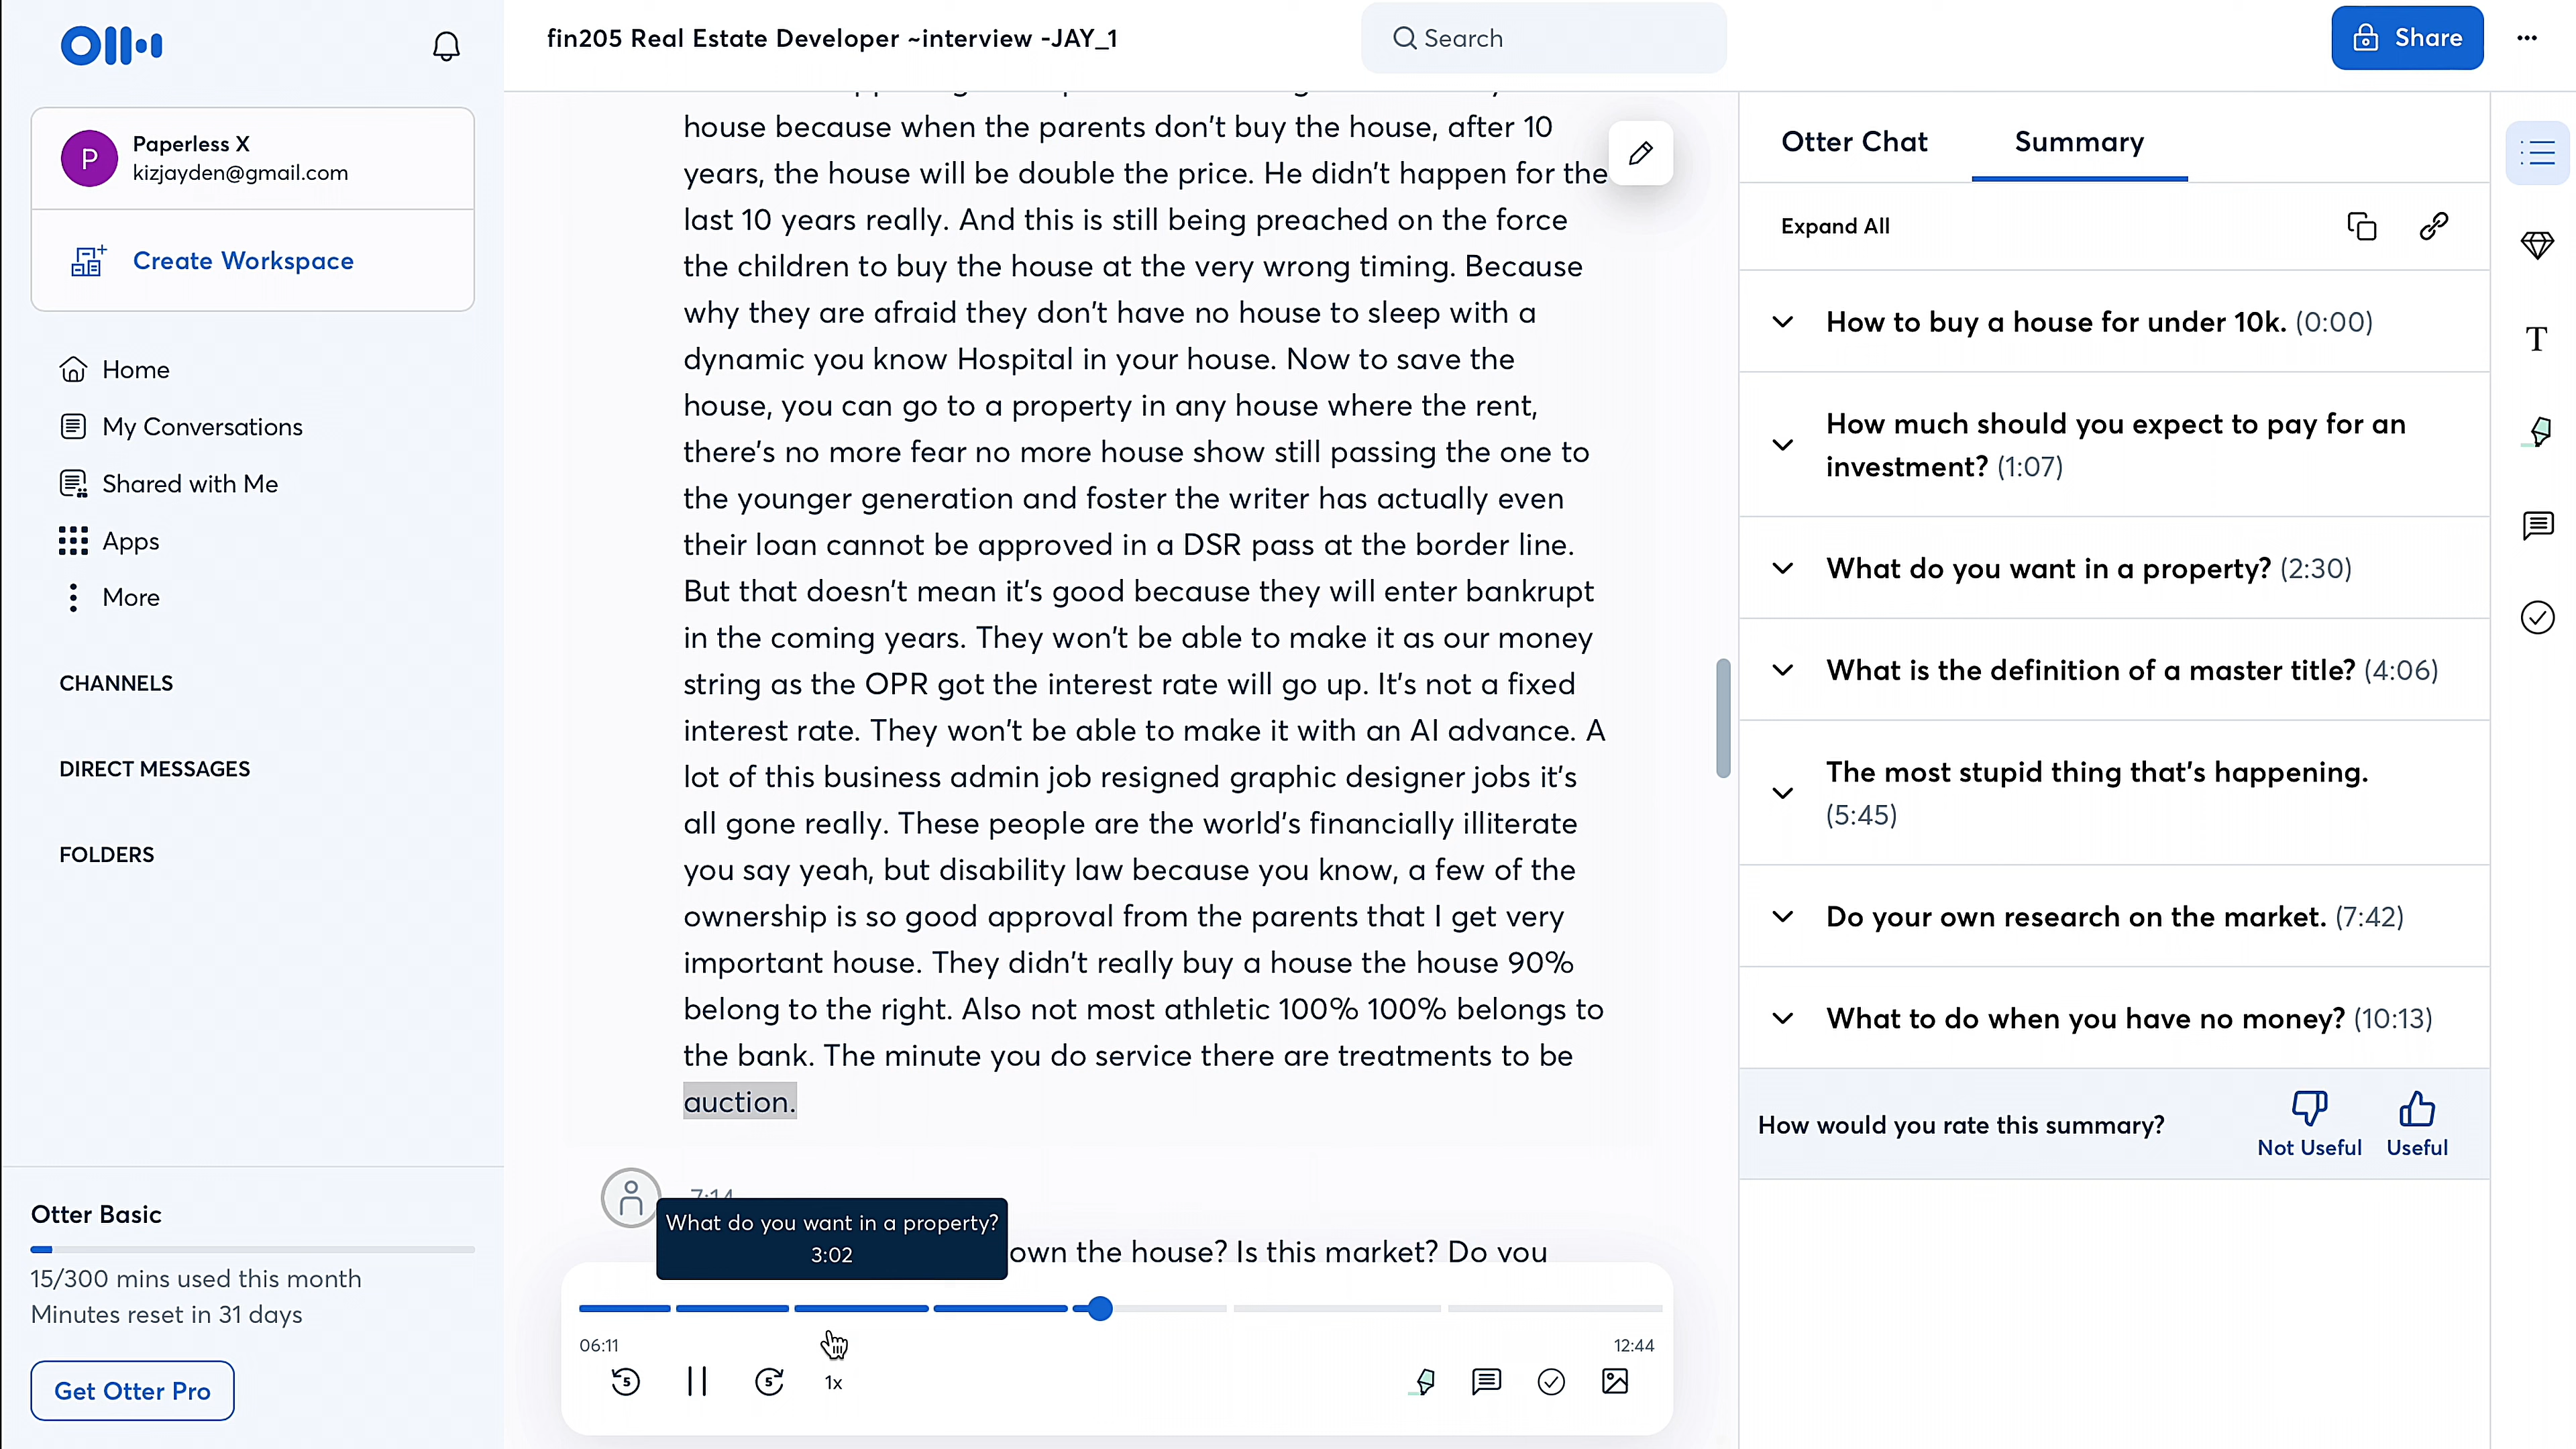 fin205 Real Estate Developer ~interview -JAY_1
Search
Share
P
Paperless X
kizjayden@gmail.com
Create Workspace
Home
My Conversations
Shared with Me
Apps
More
CHANNELS
DIRECT MESSAGES
FOLDERS
Otter Basic
15/300 mins used this month
Minutes reset in 31 days
Get Otter Pro
house because when the parents don't buy the house, after 10
years, the house will be double the price. He didn't happen for the
last 10 years really. And this is still being preached on the force
the children to buy the house at the very wrong timing. Because
why they are afraid they don't have no house to sleep with a
dynamic you know Hospital in your house. Now to save the
house, you can go to a property in any house where the rent,
there's no more fear no more house show still passing the one to
the younger generation and foster the writer has actually even
their loan cannot be approved in a DSR pass at the border line.
But that doesn't mean it's good because they will enter bankrupt
in the coming years. They won't be able to make it as our money
string as the OPR got the interest rate will go up. It's not a fixed
interest rate. They won't be able to make it with an AI advance. A
lot of this business admin job resigned graphic designer jobs it's
all gone really. These people are the world's financially illiterate
you say yeah, but disability law because you know, a few of the
ownership is so good approval from the parents that I get very
important house. They didn't really buy a house the house 90%
belong to the right. Also not most athletic 100% 100% belongs to
the bank. The minute you do service there are treatments to be
auction.
7:14
What do you want in a property?
3:02
own the house? Is this market? Do you
06:11
12:44
5
5
1x
Otter Chat
Summary
Expand All
How to buy a house for under 10k. (0:00)
How much should you expect to pay for an
investment? (1:07)
What do you want in a property? (2:30)
What is the definition of a master title? (4:06)
The most stupid thing that's happening.
(5:45)
Do your own research on the market. (7:42)
What to do when you have no money? (10:13)
How would you rate this summary?
Not Useful
Useful
T